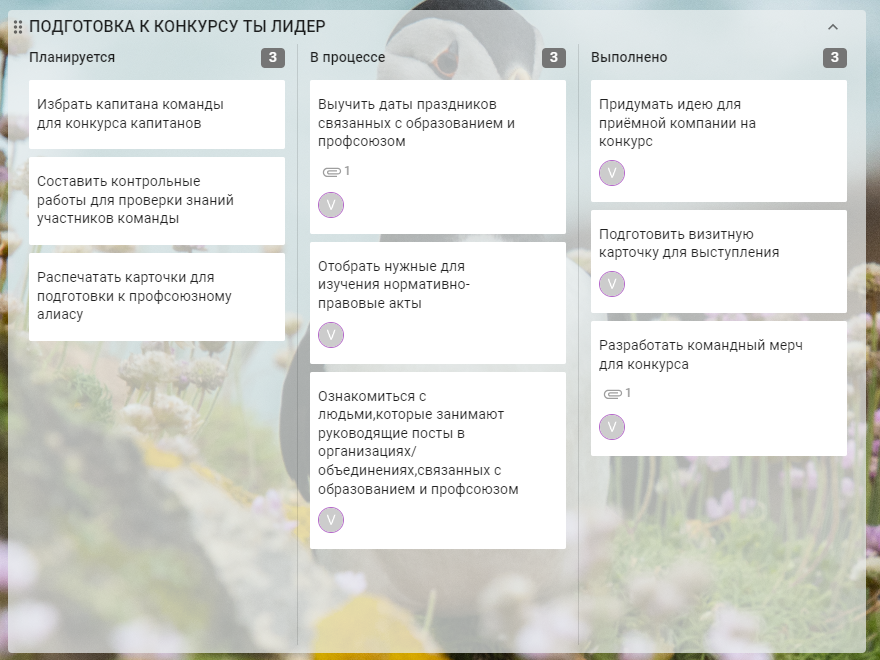 ПОДГОТОВКА К КОНКУРСУ ТЫ ЛИДЕР
Планируется 3
Избрать капитана команды
для конкурса капитанов
Составить контрольные
работы для проверки знаний
участников команды
Распечатать карточки для
подготовки к профсоюзному
алиасу
В процессе 3
Выучить даты праздников
связанных с образованием и
профсоюзом
1
V
Отобрать нужные для
изучения нормативно-
правовые акты
V
Ознакомиться с
людьми,которые занимают
руководящие посты в
организациях/
объединениях,связанных с
образованием и профсоюзом
V
Выполнено 3
Придумать идею для
приёмной компании на
конкурс
V
Подготовить визитную
карточку для выступления
V
Разработать командный мерч
для конкурса
1
V